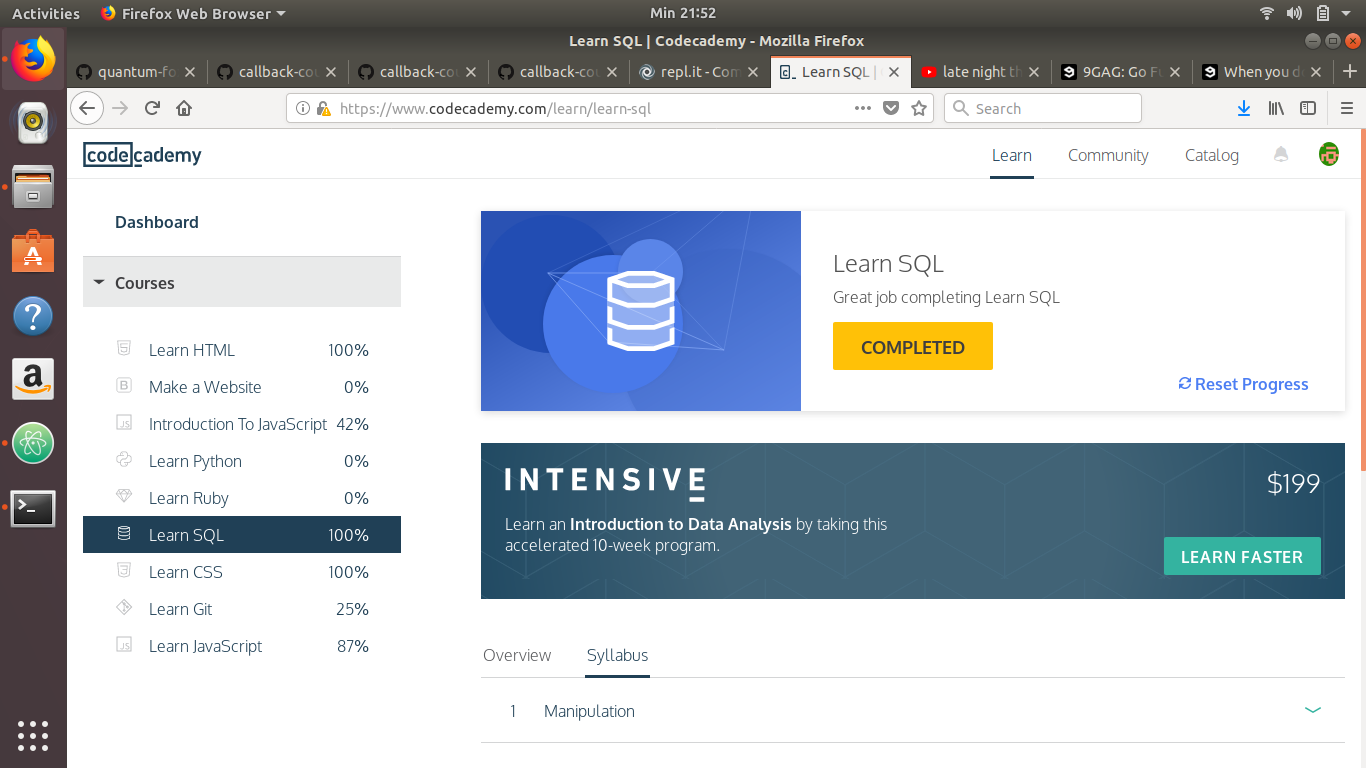 Activities Firefox Web Browser Min 21:52
Learn SQL | Codecademy - Mozilla Firefox
quantum-fo callback-cou callback-cou callback-cou repl.it - Com Learn SQL | late night th 9GAG: Go Fu When you do
https://www.codecademy.com/learn/learn-sql Search
codecademy Learn Community Catalog
Dashboard
Courses
Learn HTML 100%
Make a Website 0%
Introduction To JavaScript 42%
Learn Python 0%
Learn Ruby 0%
Learn SQL 100%
Learn CSS 100%
Learn Git 25%
Learn JavaScript 87%
Learn SQL
Great job completing Learn SQL
COMPLETED
Reset Progress
INTENSIVE $199
Learn an Introduction to Data Analysis by taking this
accelerated 10-week program.
LEARN FASTER
Overview Syllabus
1 Manipulation